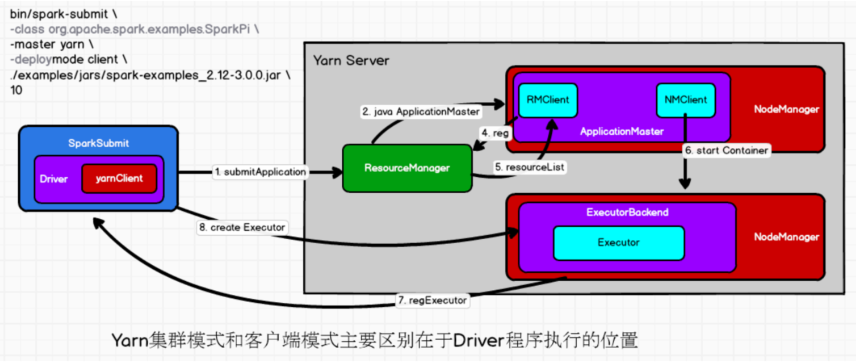 bin/spark-submit \
-class org.apache.spark.examples.SparkPi \
-master yarn \
-deploymode client \
./examples/jars/spark-examples_2.12-3.0.0.jar \
10
Yarn Server
RMClient
NMClient
NodeManager
2. java ApplicationMaster
ApplicationMaster
4. reg
SparkSubmit
Driver
yarnClient
1. submitApplication
ResourceManager
5. resourceList
6. start Container
8. create Executor
ExecutorBackend
Executor
NodeManager
7. regExecutor
Yarn集群模式和客户端模式主要区别在于Driver程序执行的位置